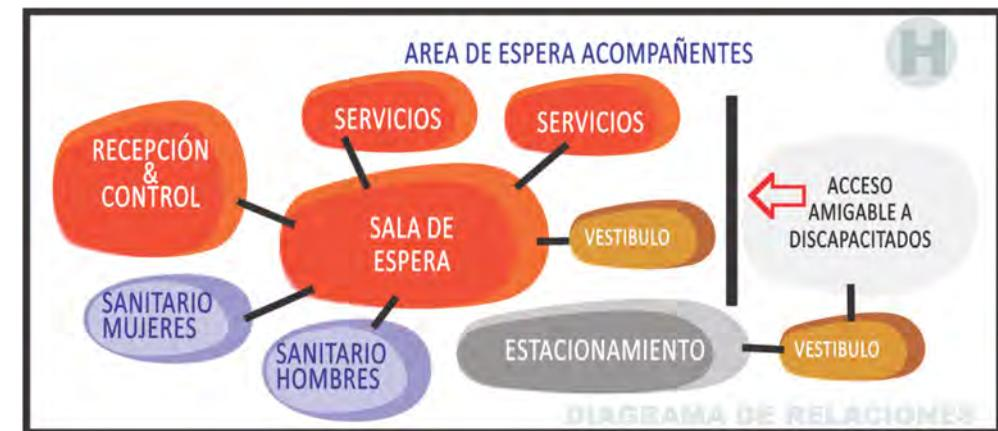 AREA DE ESPERA ACOMPAÑENTES
H
SERVICIOS
SERVICIOS
RECEPCIÓN
&
CONTROL
SALA DE
ESPERA
VESTIBULO
ACCESO
AMIGABLE A
DISCAPACITADOS
SANITARIO
MUJERES
SANITARIO
HOMBRES
ESTACIONAMIENTO
VESTIBULO
DIAGRAMA DE RELACIONES